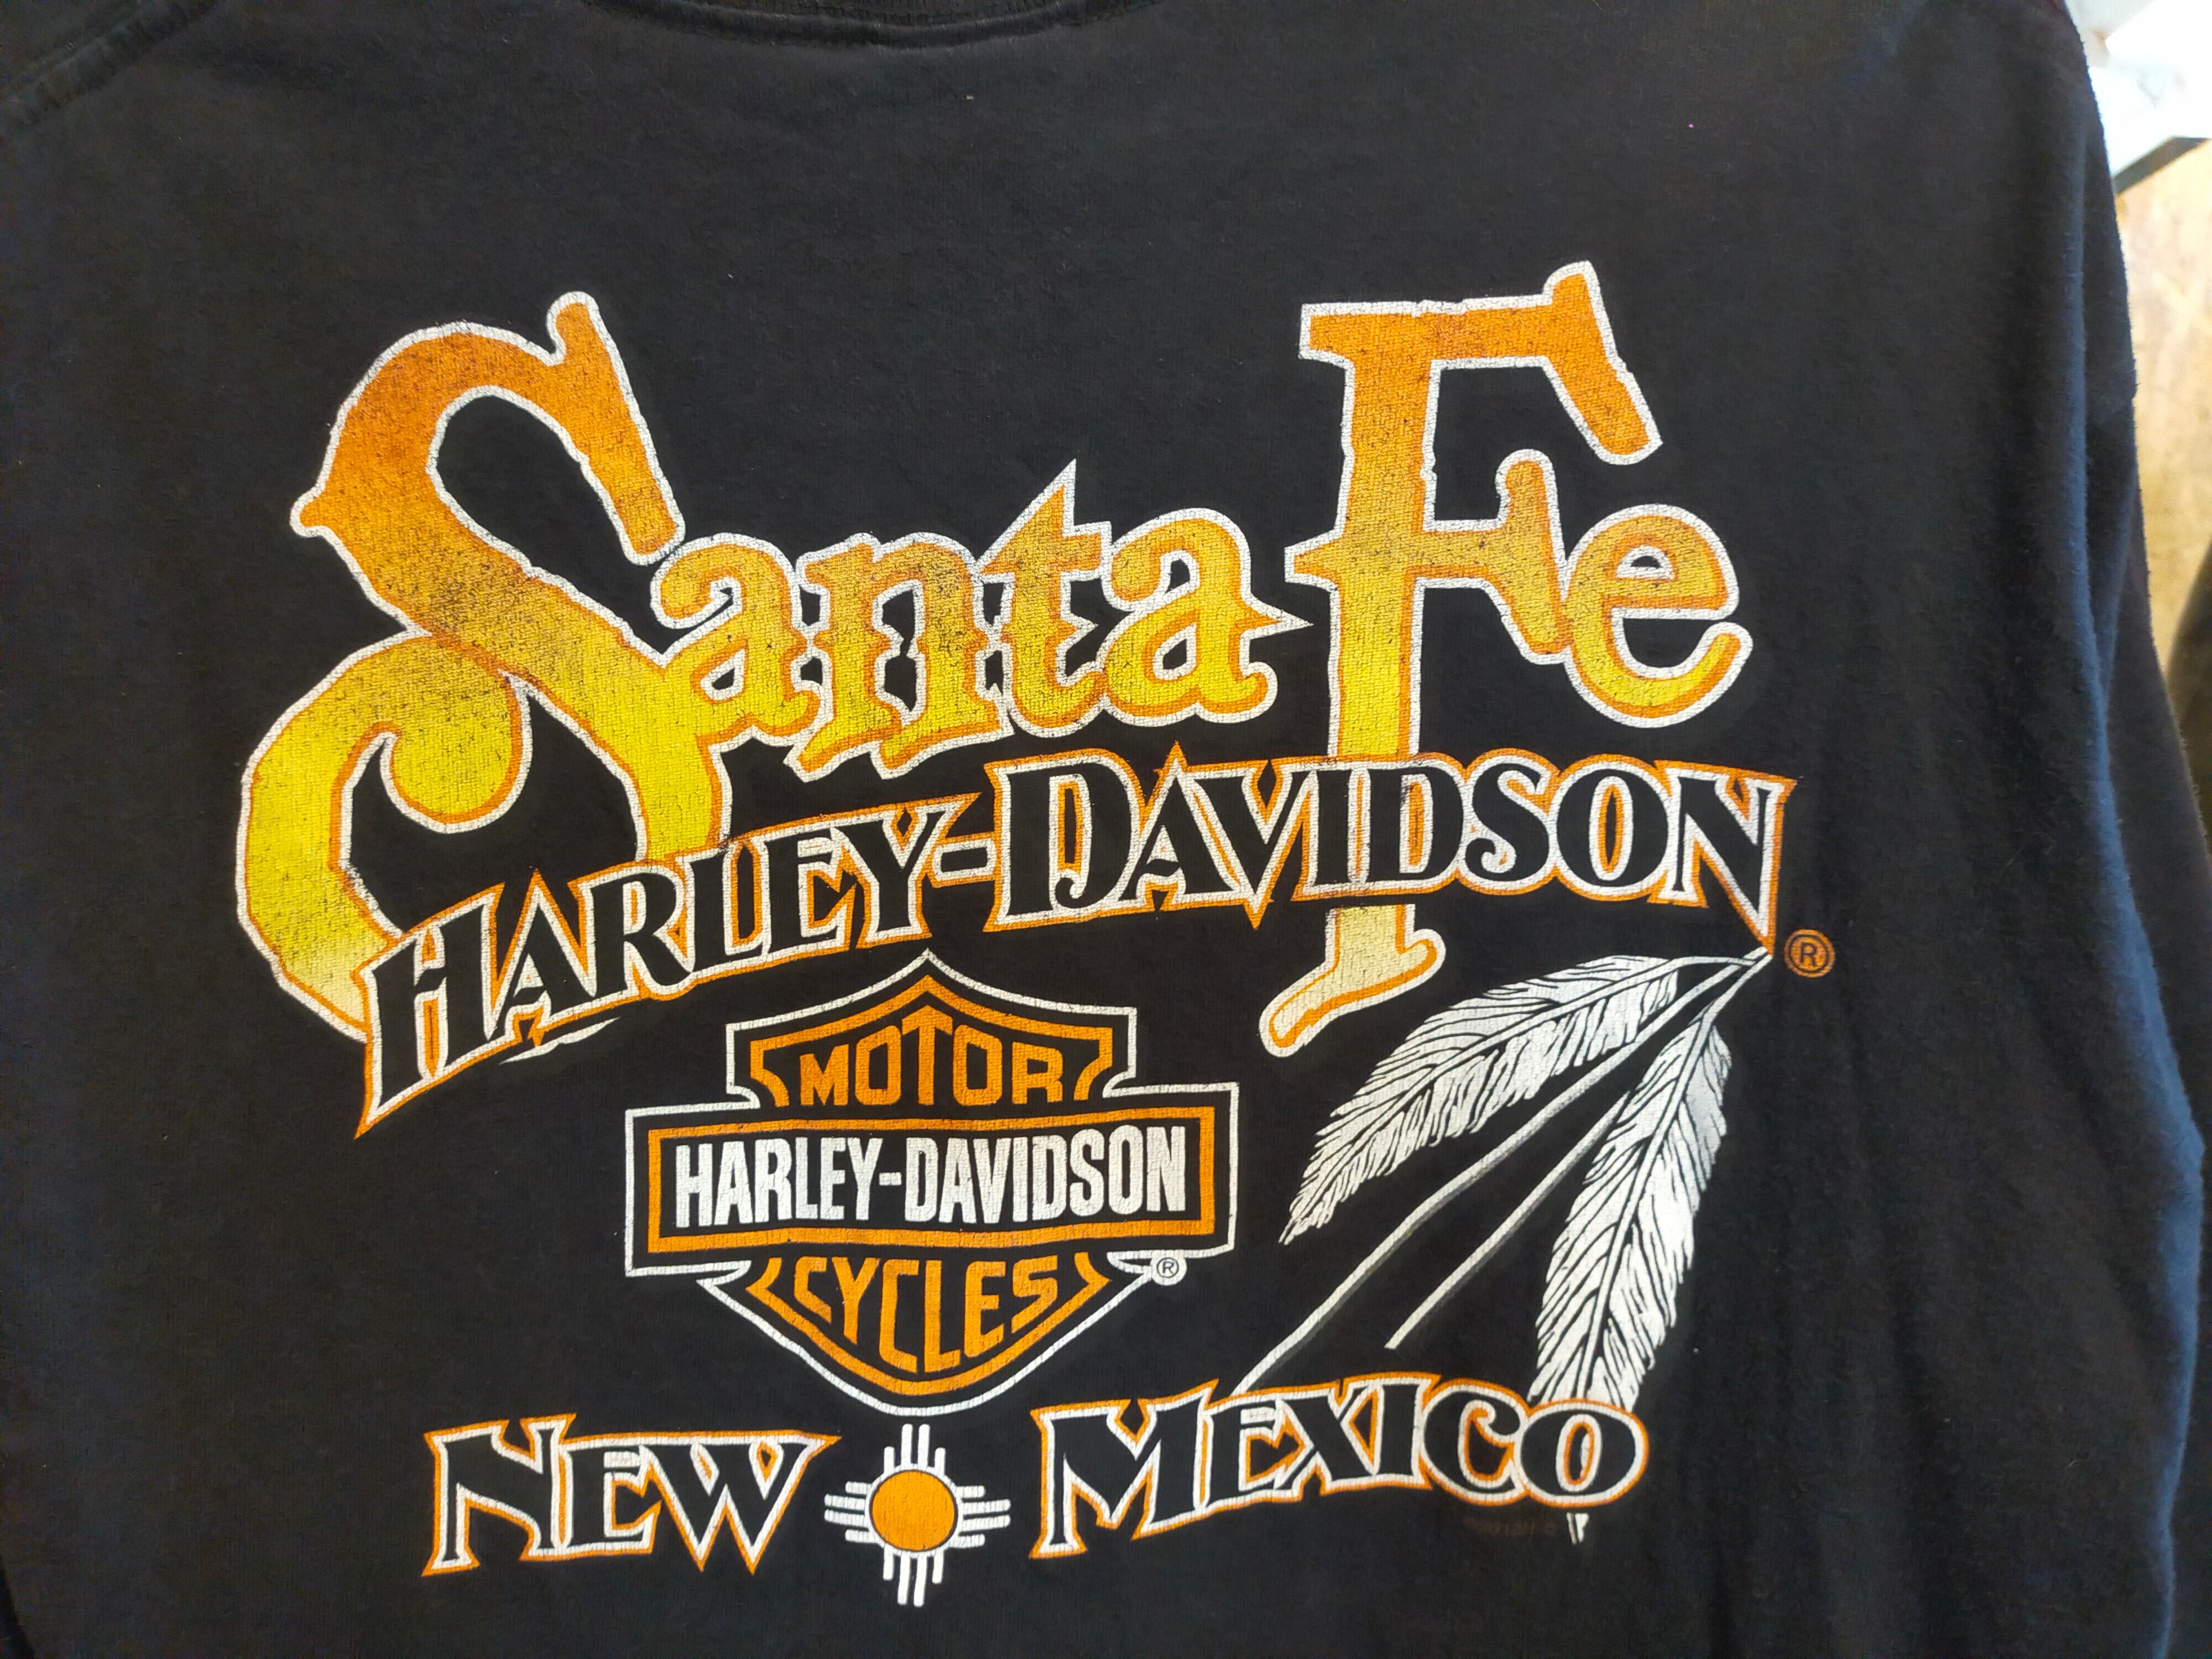 Santa Fe
HARLEY-DAVIDSON ®
MOTOR
HARLEY-DAVIDSON
CYCLES ®
NEW MEXICO